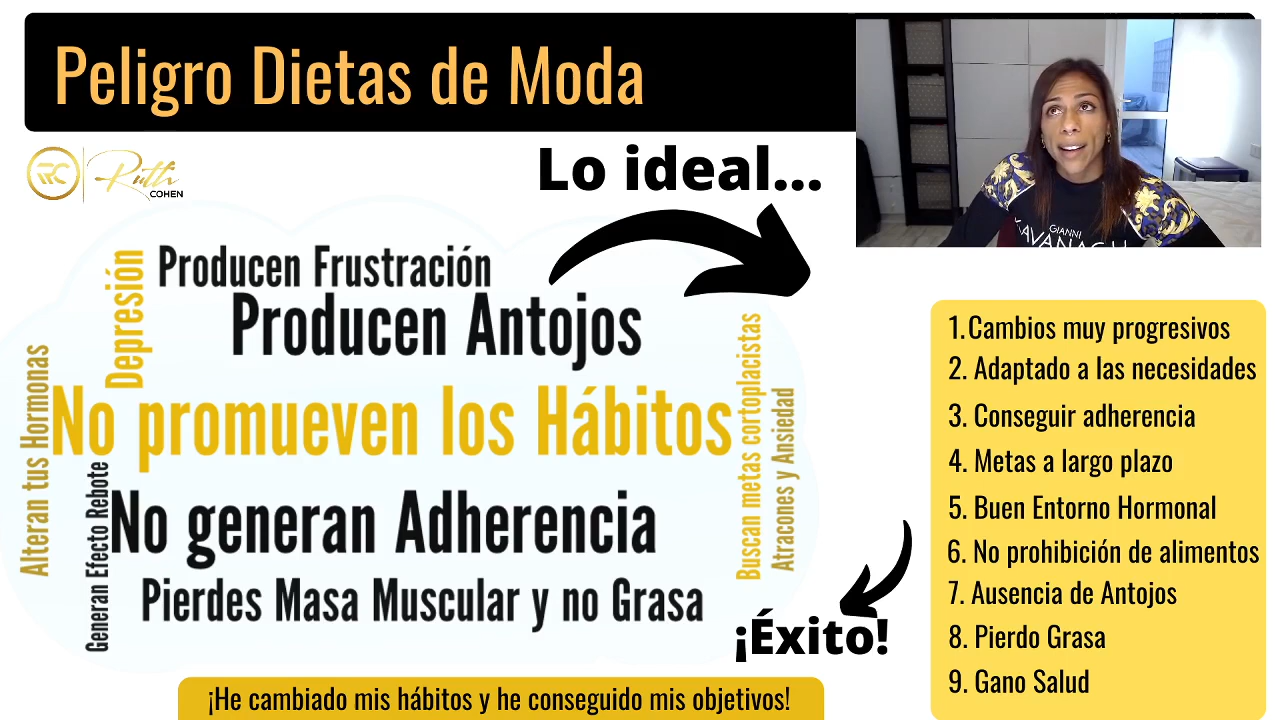 Peligro Dietas de Moda
RC
Ruth
COHEN
Lo ideal...
GIANNI
KAVANAGH
Depresión
Producen Frustración
Producen Antojos
Alteran tus Hormonas
No promueven los Hábitos
Buscan metas cortoplacistas
Atracones y Ansiedad
Generan Efecto Rebote
No generan Adherencia
Pierdes Masa Muscular y no Grasa
1.Cambios muy progresivos
2. Adaptado a las necesidades
3. Conseguir adherencia
4. Metas a largo plazo
5. Buen Entorno Hormonal
6. No prohibición de alimentos
7. Ausencia de Antojos
8. Pierdo Grasa
9. Gano Salud
¡Éxito!
¡He cambiado mis hábitos y he conseguido mis objetivos!